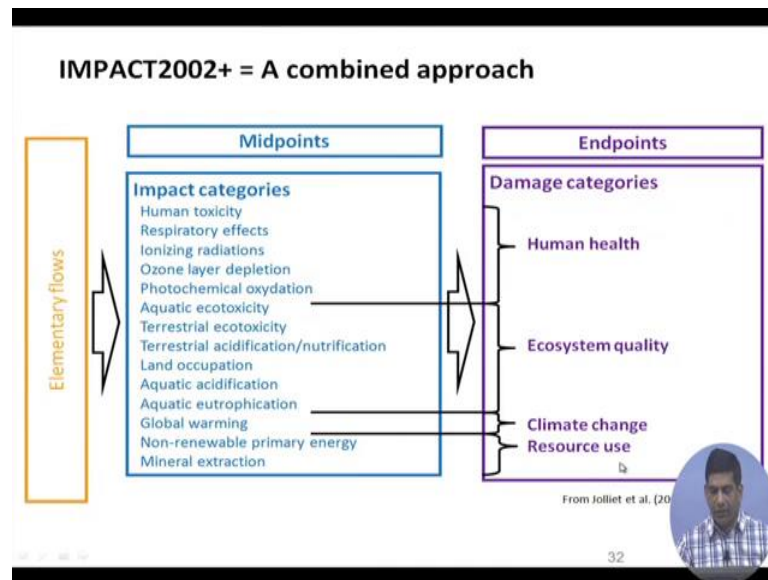 IMPACT2002+ = A combined approach
Elementary flows
Midpoints
Impact categories
Human toxicity
Respiratory effects
Ionizing radiations
Ozone layer depletion
Photochemical oxydation
Aquatic ecotoxicity
Terrestrial ecotoxicity
Terrestrial acidification/nutrification
Land occupation
Aquatic acidification
Aquatic eutrophication
Global warming
Non-renewable primary energy
Mineral extraction
Endpoints
Damage categories
Human health
Ecosystem quality
Climate change
Resource use
From Jolliet et al.
32